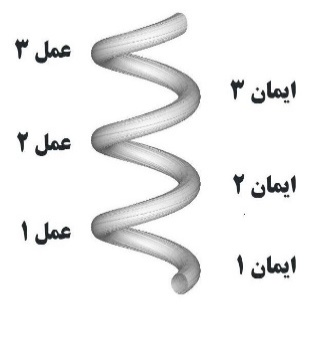 عمل ۳
ایمان ۳
عمل ۲
ایمان ۲
عمل ۱
ایمان ۱